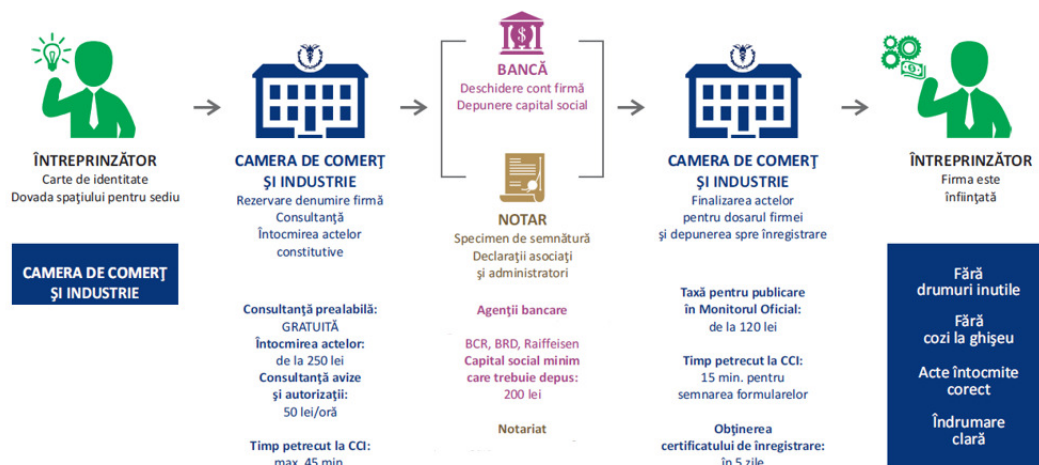 ÎNTREPRINZĂTOR
Carte de identitate
Dovada spațiului pentru sediu
CAMERA DE COMERȚ
ȘI INDUSTRIE
CAMERA DE COMERȚ
ȘI INDUSTRIE
Rezervare denumire firmă
Consultanță
Întocmirea actelor
constitutive
Consultanță prealabilă:
GRATUITĂ
Întocmirea actelor:
de la 250 lei
Consultanță avize
și autorizații:
50 lei/oră
Timp petrecut la CCI:
max. 45 min
$
BANCĂ
Deschidere cont firmă
Depunere capital social
NOTAR
Specimen de semnătură
Declarații asociați
și administratori
Agenții bancare
BCR, BRD, Raiffeisen
Capital social minim
care trebuie depus:
200 lei
Notariat
CAMERA DE COMERȚ
ȘI INDUSTRIE
Finalizarea actelor
pentru dosarul firmei
și depunerea spre înregistrare
Taxă pentru publicare
în Monitorul Oficial:
de la 120 lei
Timp petrecut la CCI:
15 min. pentru
semnarea formularelor
Obținerea
certificatului de înregistrare:
în 5 zile
$
ÎNTREPRINZĂTOR
Firma este
înființată
Fără
drumuri inutile
Fără
cozi la ghișeu
Acte întocmite
corect
Îndrumare
clară